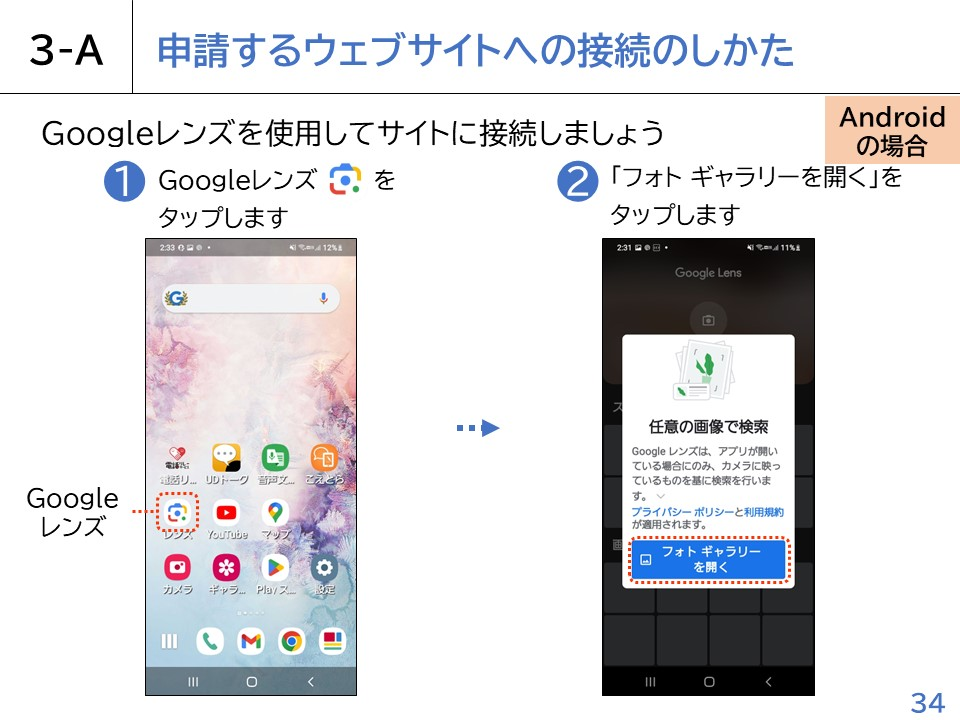 3-A
申請するウェブサイトへの接続のしかた
Android
の場合
Googleレンズを使用してサイトに接続しましょう
1
Googleレンズ を
タップします
2
「フォト ギャラリーを開く」を
タップします
2:33
12%
電話リ...
UDトーク
音声文...
こえとら
レンズ
YouTube
マップ
カメラ
ギャラ...
Play ス...
設定
Google
レンズ
2:31
11%
Google Lens
ス
任意の画像で検索
Google レンズは、アプリが開い
ている場合にのみ、カメラに映っ
ているものを基に検索を行いま
す。
プライバシー ポリシーと利用規約
が適用されます。
フォト ギャラリー
を開く
34